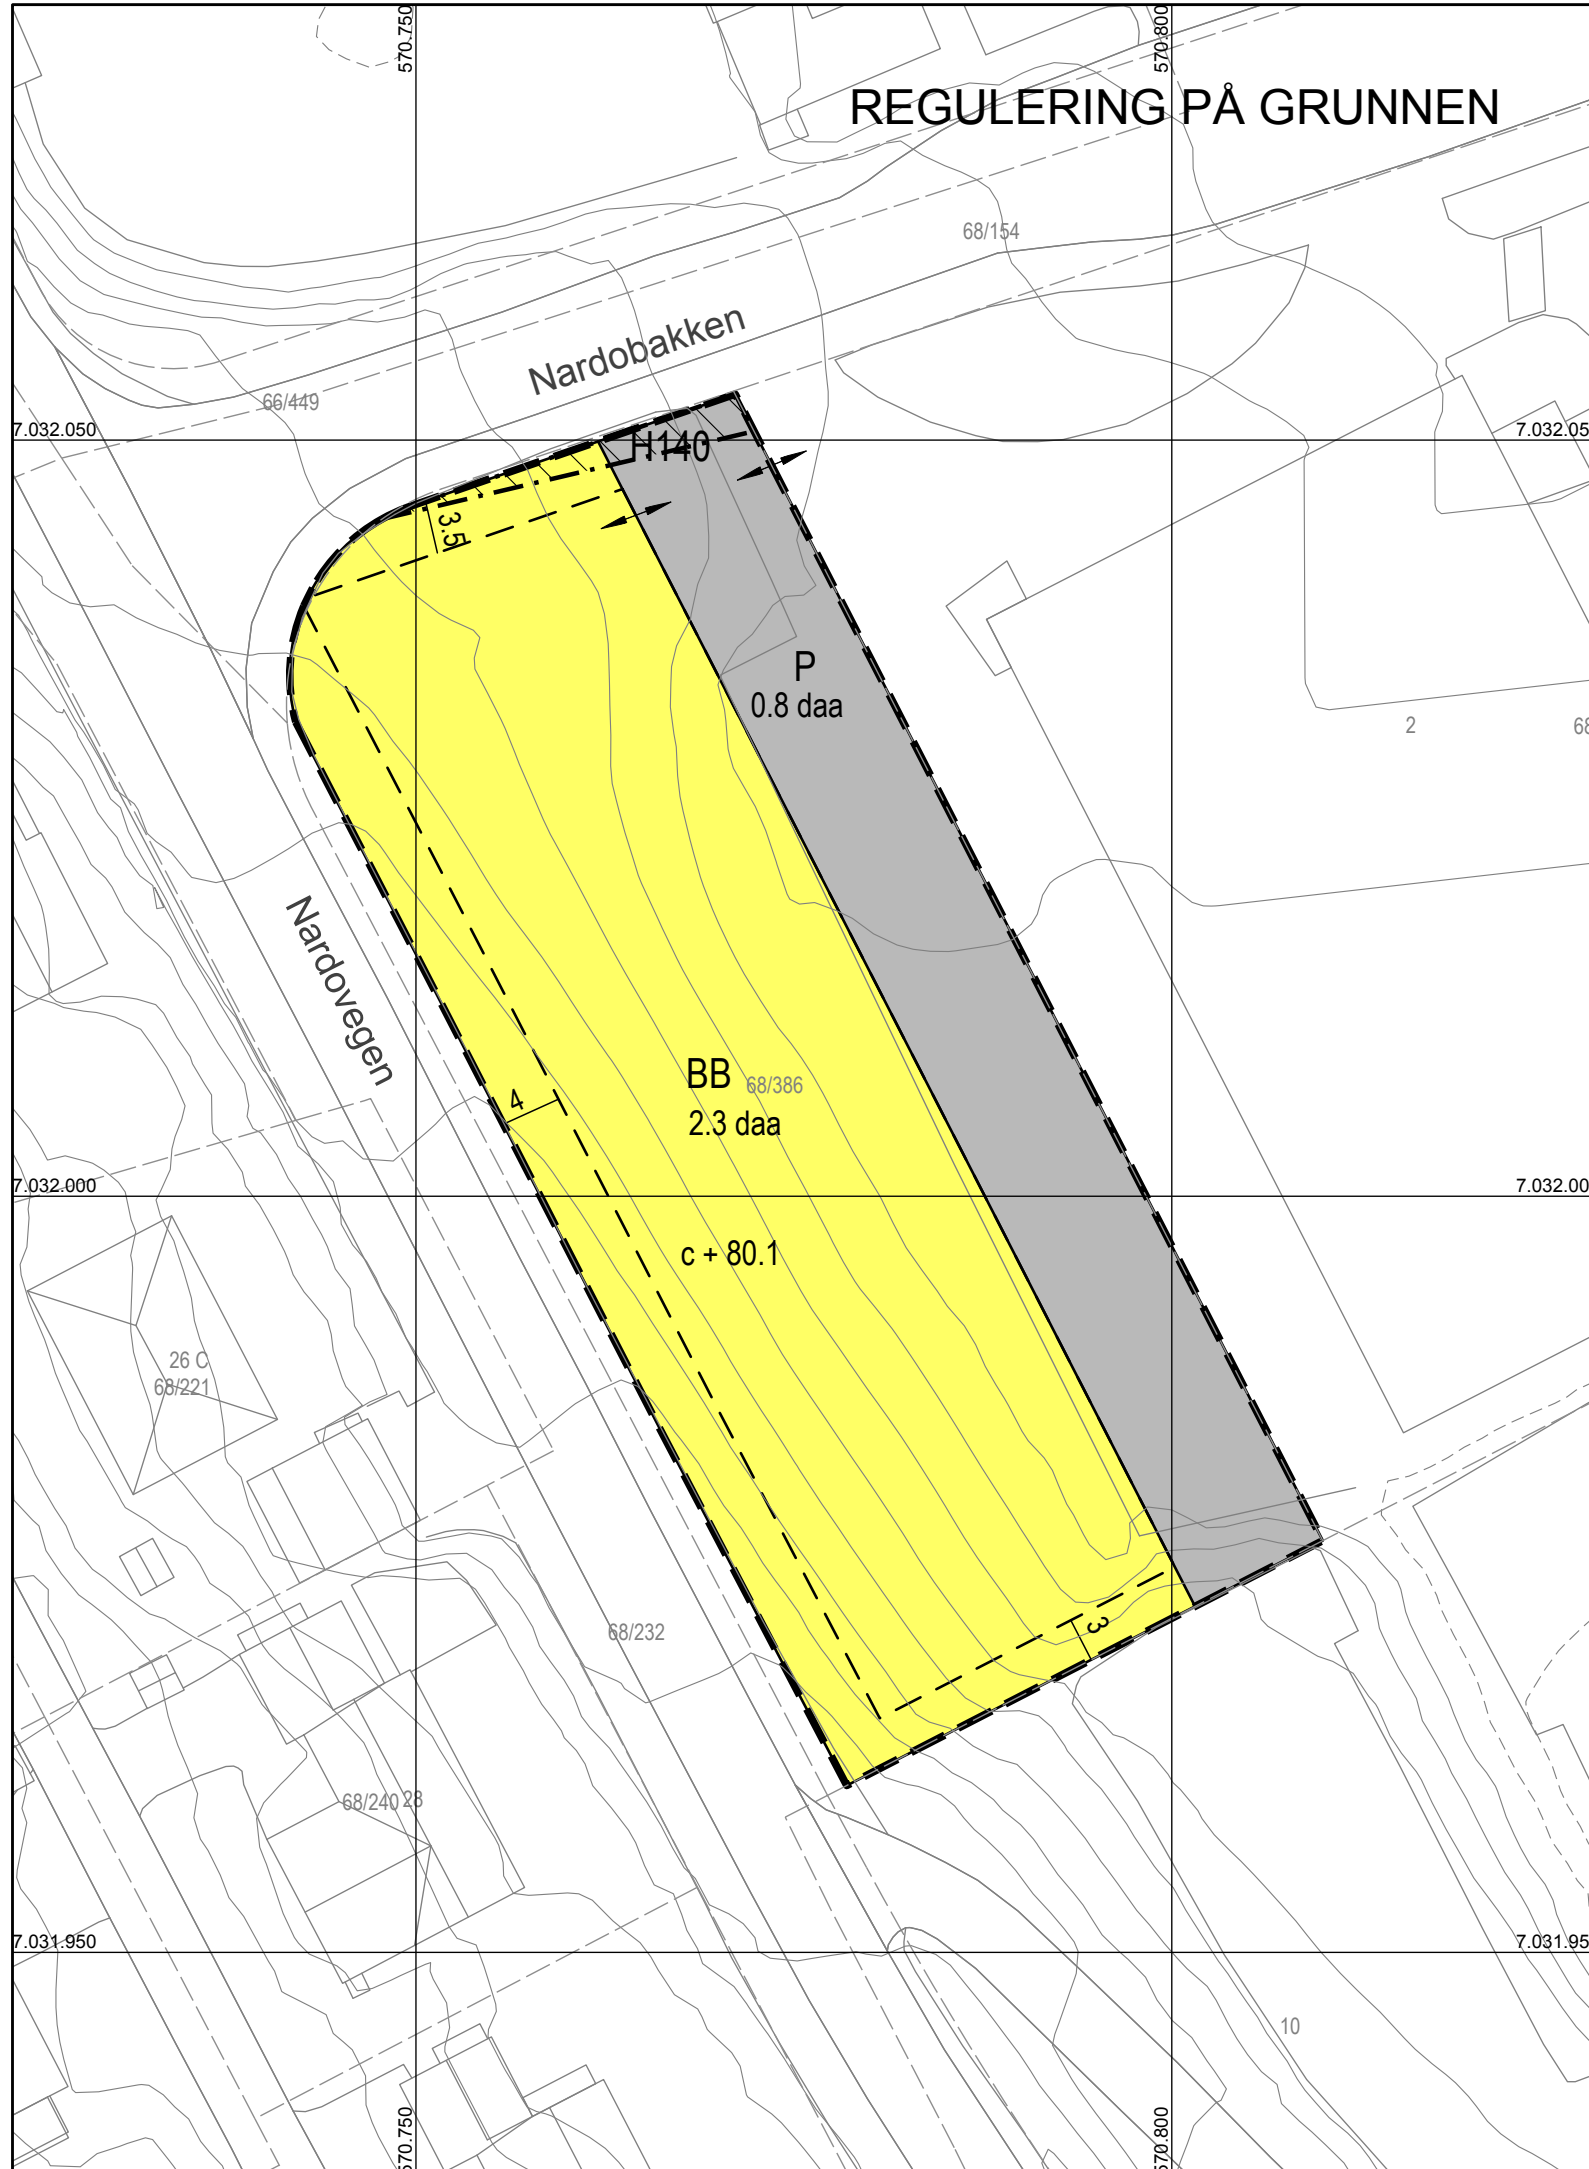 570.750
570.800
REGULERING PÅ GRUNNEN
68/154
Nardobakken
66/449
7.032.050
7.032.05
H140
3.5
P
0.8 daa
2
68
Nardovegen
BB
68/386
4
2.3 daa
7.032.000
7.032.00
c + 80.1
26 C
68/221
3
68/232
68/240
28
7.031.950
7.031.95
10
570.750
570.800